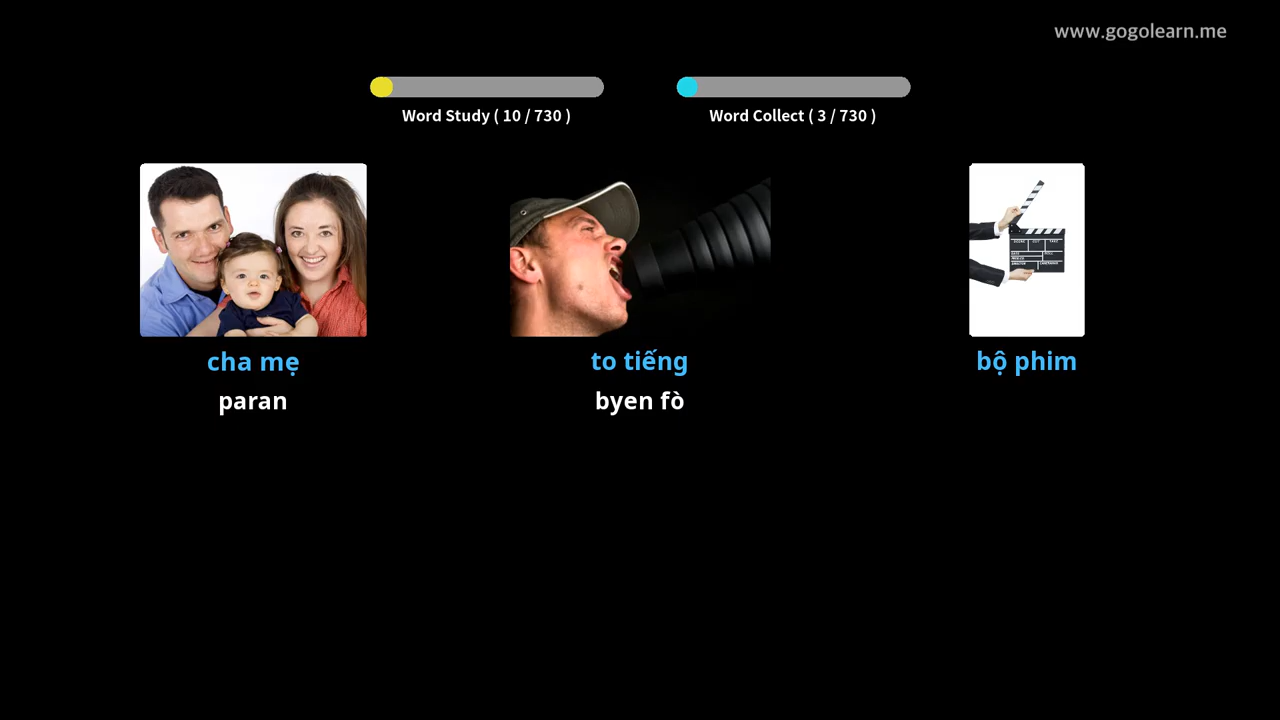 www.gogolearn.me
Word Study ( 10 / 730 )
Word Collect ( 3 / 730 )
cha mẹ
paran
to tiếng
byen fò
bộ phim